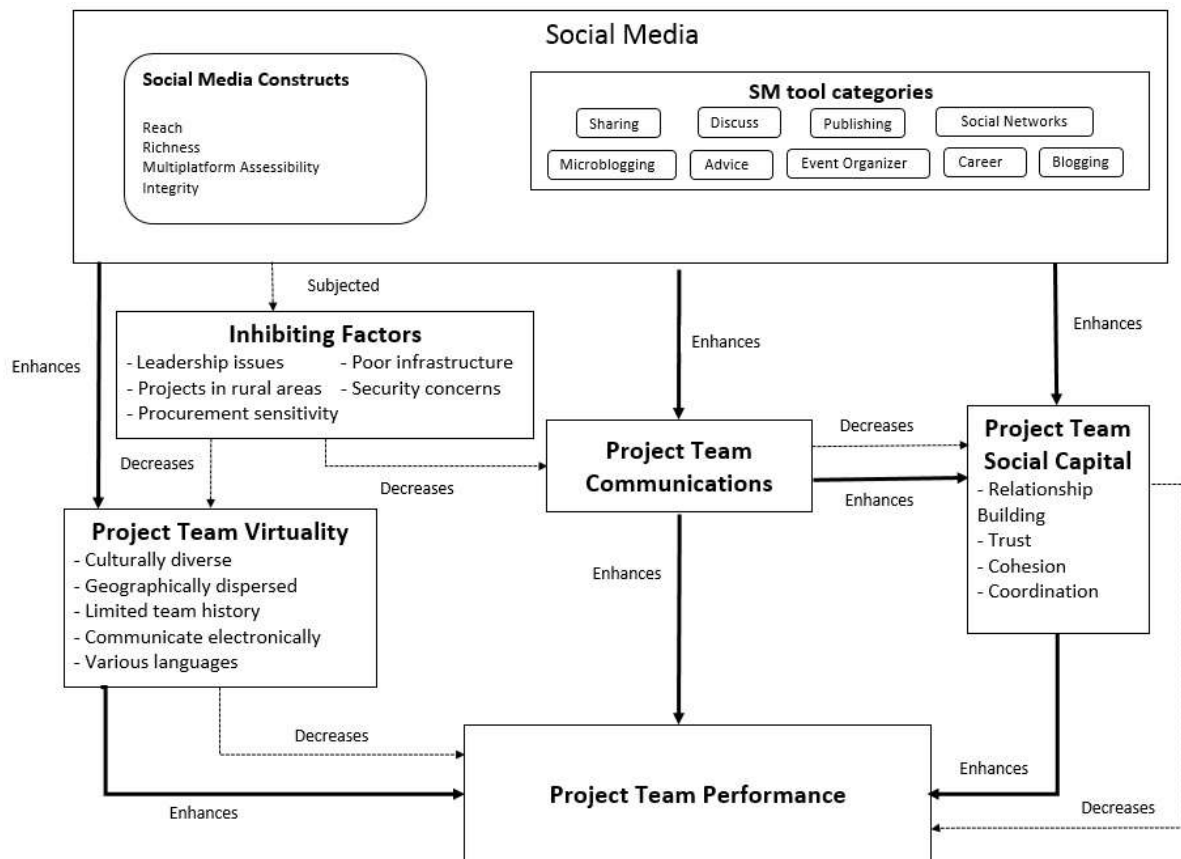 Social Media
Social Media Constructs
Reach
Richness
Multiplatform Assessibility
Integrity
SM tool categories
Sharing
Discuss
Publishing
Social Networks
Microblogging
Advice
Event Organizer
Career
Blogging
Subjected
Enhances
Enhances
Enhances
Inhibiting Factors
- Leadership issues
- Poor infrastructure
- Projects in rural areas
- Security concerns
- Procurement sensitivity
Decreases
Decreases
Project Team
Communications
Decreases
Enhances
Project Team
Social Capital
- Relationship
Building
- Trust
- Cohesion
- Coordination
Project Team Virtuality
- Culturally diverse
- Geographically dispersed
- Limited team history
- Communicate electronically
- Various languages
Enhances
Decreases
Enhances
Project Team Performance
Enhances
Decreases